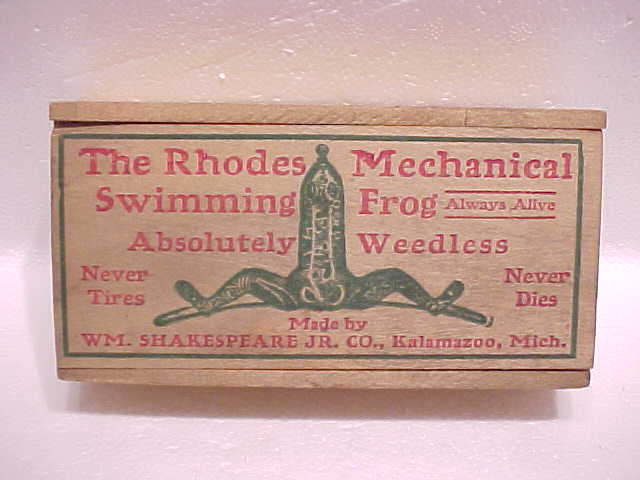 The Rhodes Mechanical
Swimming Frog Always Alive
Absolutely Weedless
Never Tires
Never Dies
Made by
WM. SHAKESPEARE JR. CO., Kalamazoo, Mich.